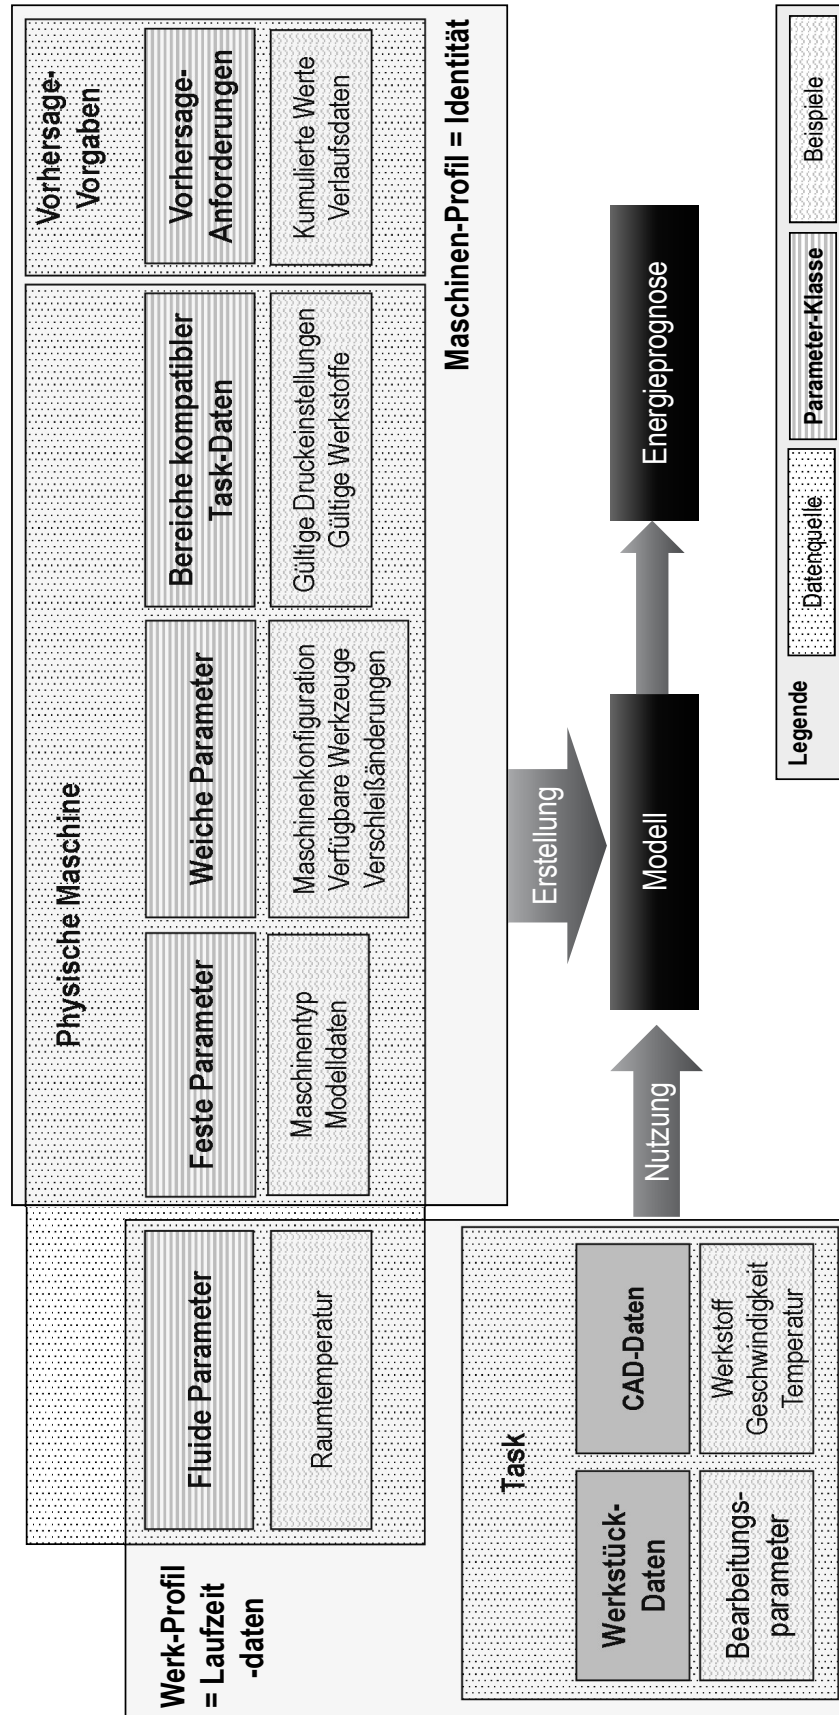 Werk-Profil
= Laufzeit
-daten
Fluide Parameter
Raumtemperatur
Physische Maschine
Feste Parameter
Maschinentyp
Modelldaten
Weiche Parameter
Maschinenkonfiguration
Verfügbare Werkzeuge
Verschleißänderungen
Bereiche kompatibler
Task-Daten
Gültige Druckeinstellungen
Gültige Werkstoffe
Vorhersage-
Vorgaben
Vorhersage-
Anforderungen
Kumulierte Werte
Verlaufsdaten
Maschinen-Profil = Identität
Task
Werkstück-
Daten
Bearbeitungs-
parameter
CAD-Daten
Werkstoff
Geschwindigkeit
Temperatur
Nutzung
Erstellung
Modell
Energieprognose
Legende
Datenquelle
Parameter-Klasse
Beispiele